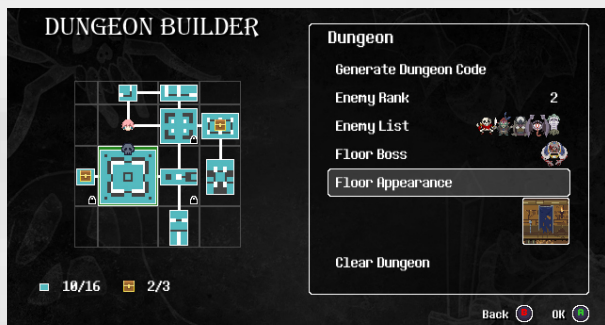 DUNGEON BUILDER
Dungeon
Generate Dungeon Code
Enemy Rank 2
Enemy List
Floor Boss
Floor Appearance
Clear Dungeon
10/16 2/3
Back B OK A